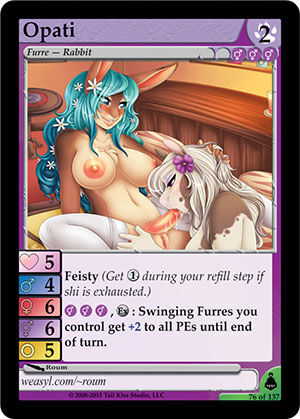 Opati
2
Furre — Rabbit
5
4
6
6
5
Feisty (Get ① during your refill step if
shi is exhausted.)
: Swinging Furres you
control get +2 to all PEs until end
of turn.
Roum
weasyl.com/~roum
76 of 137
© 2008-2015 Tail Kiss Studio, LLC